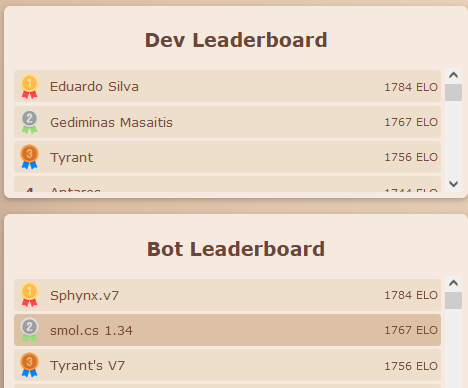 Dev Leaderboard
1 Eduardo Silva 1784 ELO
2 Gediminas Masaitis 1767 ELO
3 Tyrant 1756 ELO
4 Antares 1744 ELO
Bot Leaderboard
1 Sphynx.v7 1784 ELO
2 smol.cs 1.34 1767 ELO
3 Tyrant's V7 1756 ELO